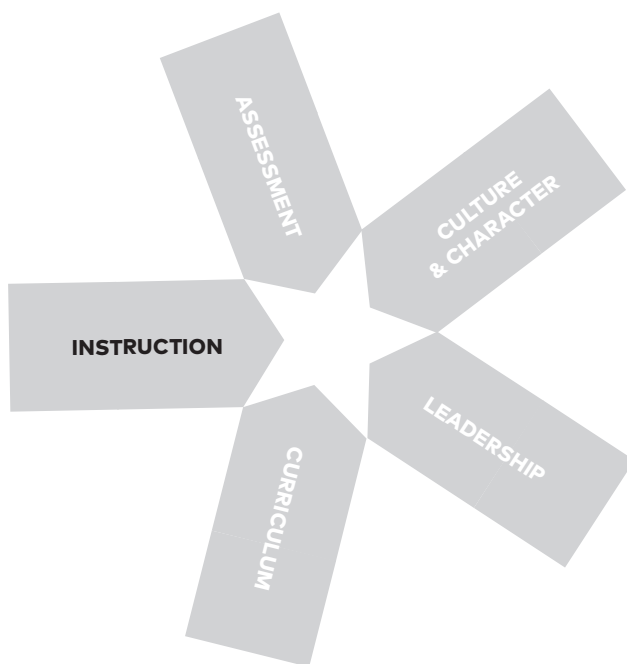 ASSESSMENT
CULTURE
& CHARACTER
INSTRUCTION
LEADERSHIP
CURRICULUM